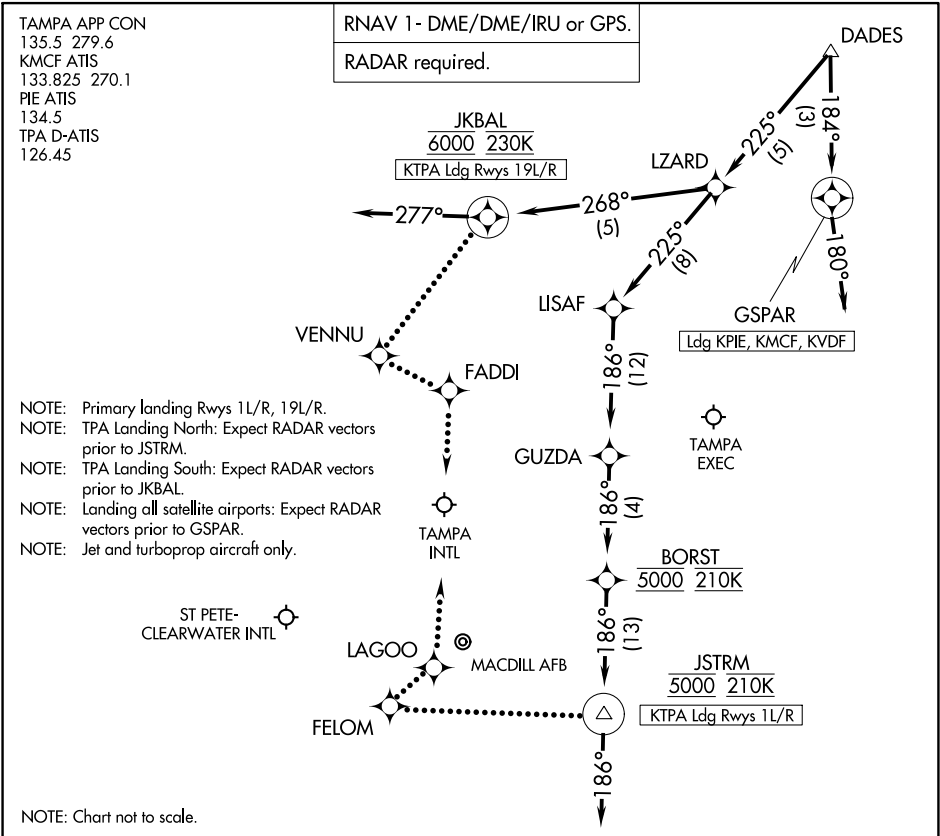 TAMPA APP CON
135.5 279.6
KMCF ATIS
133.825 270.1
PIE ATIS
134.5
TPA D-ATIS
126.45
RNAV 1- DME/DME/IRU or GPS.
RADAR required.
DADES
184°
(3)
225°
(5)
JKBAL
6000 230K
KTPA Ldg Rwys 19L/R
LZARD
277°
268°
(5)
225°
(8)
180°
GSPAR
Ldg KPIE, KMCF, KVDF
LISAF
VENNU
FADDI
186°
(12)
TAMPA
EXEC
GUZDA
NOTE: Primary landing Rwys 1L/R, 19L/R.
NOTE: TPA Landing North: Expect RADAR vectors
prior to JSTRM.
NOTE: TPA Landing South: Expect RADAR vectors
prior to JKBAL.
NOTE: Landing all satellite airports: Expect RADAR
vectors prior to GSPAR.
NOTE: Jet and turboprop aircraft only.
TAMPA
INTL
186°
(4)
BORST
5000 210K
ST PETE-
CLEARWATER INTL
LAGOO
MACDILL AFB
186°
(13)
JSTRM
5000 210K
KTPA Ldg Rwys 1L/R
FELOM
186°
NOTE: Chart not to scale.